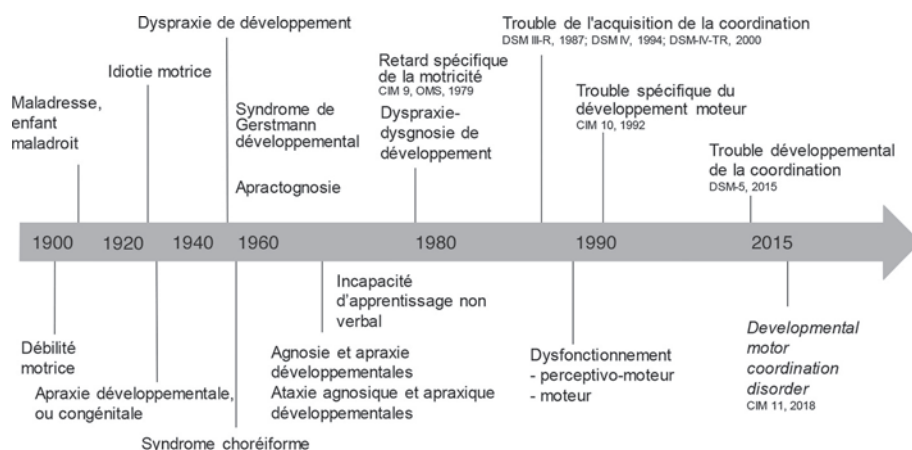 Dyspraxie de développement
Idiotie motrice
Maladresse,
enfant
maladroit
Syndrome de
Gerstmann
développemental
Apractognosie
Retard spécifique
de la motricité
CIM 9, OMS, 1979
Dyspraxie-
dysgnosie de
développement
Trouble de l'acquisition de la coordination
DSM III-R, 1987; DSM IV, 1994; DSM-IV-TR, 2000
Trouble spécifique du
développement moteur
CIM 10, 1992
Trouble développemental
de la coordination
DSM-5, 2015
1900 1920 1940 1960 1980 1990 2015
Débilité
motrice
Apraxie développementale,
ou congénitale
Syndrome choréiforme
Incapacité
d'apprentissage non
verbal
Agnosie et apraxie
développementales
Ataxie agnosique et apraxique
développementales
Dysfonctionnement
- perceptivo-moteur
- moteur
Developmental
motor
coordination
disorder
CIM 11, 2018